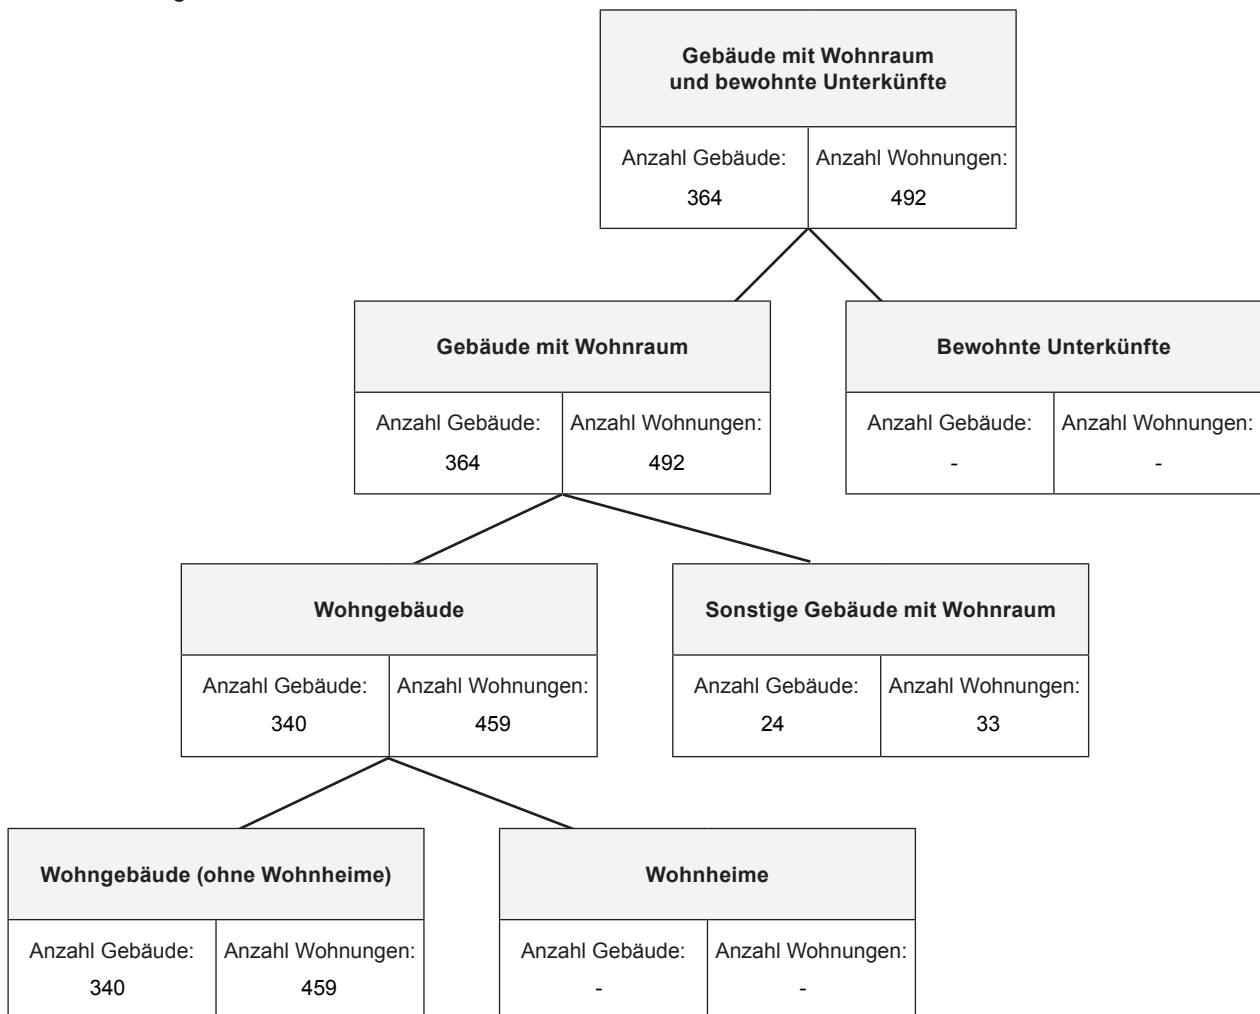 Gebäude mit Wohnraum
und bewohnte Unterkünfte
Anzahl Gebäude: Anzahl Wohnungen:
364 492
Gebäude mit Wohnraum
Anzahl Gebäude: Anzahl Wohnungen:
364 492
Bewohnte Unterkünfte
Anzahl Gebäude: Anzahl Wohnungen:
- -
Wohngebäude
Anzahl Gebäude: Anzahl Wohnungen:
340 459
Sonstige Gebäude mit Wohnraum
Anzahl Gebäude: Anzahl Wohnungen:
24 33
Wohngebäude (ohne Wohnheime)
Anzahl Gebäude: Anzahl Wohnungen:
340 459
Wohnheime
Anzahl Gebäude: Anzahl Wohnungen:
- -